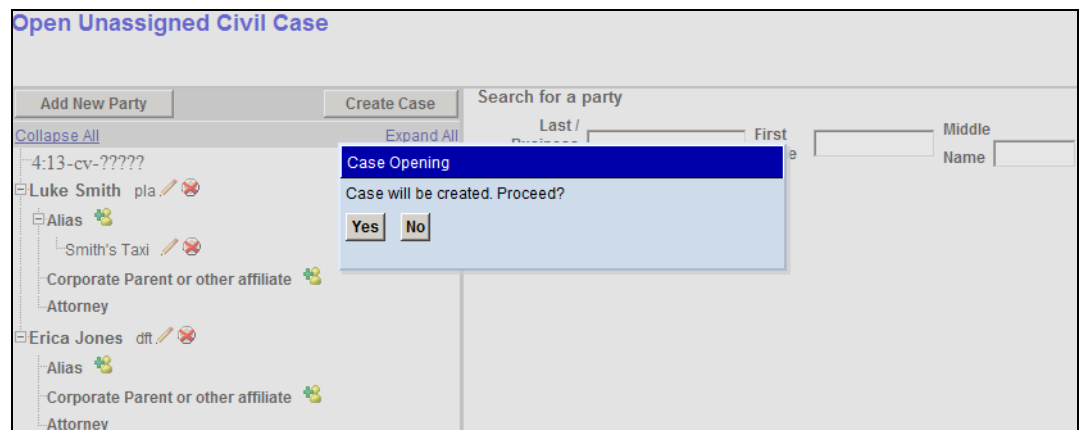 Open Unassigned Civil Case
Add New Party
Create Case
Collapse All
Expand All
4:13-cv-?????
Luke Smith pla
Alias
Smith's Taxi
Corporate Parent or other affiliate
Attorney
Erica Jones dft
Alias
Corporate Parent or other affiliate
Attorney
Search for a party
Last /
First
Middle
Name
Case Opening
Case will be created. Proceed?
Yes No